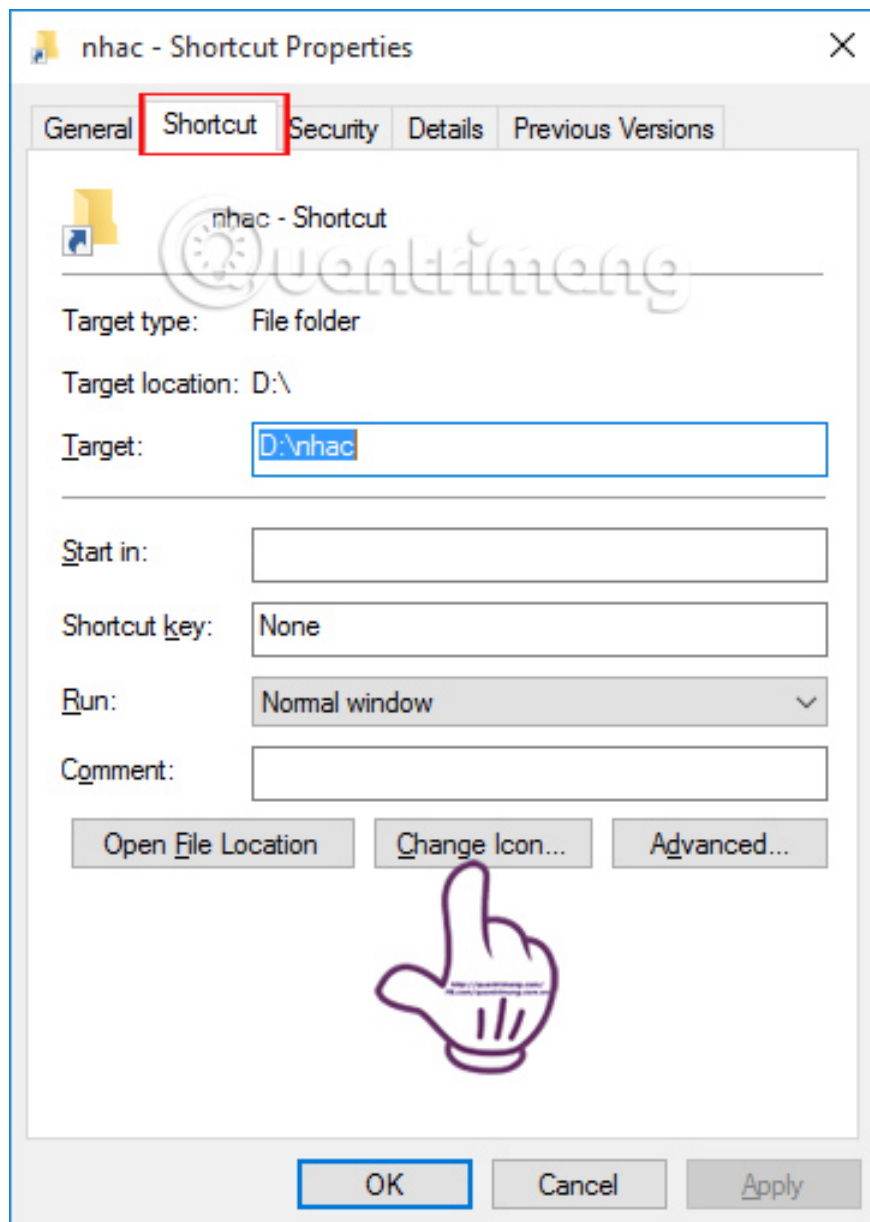 nhac - Shortcut Properties
General Shortcut Security Details Previous Versions
nhac - Shortcut
Quantrimang
Target type: File folder
Target location: D:\
Target: D:\nhac
Start in:
Shortcut key: None
Run: Normal window
Comment:
Open File Location Change Icon... Advanced...
OK Cancel Apply